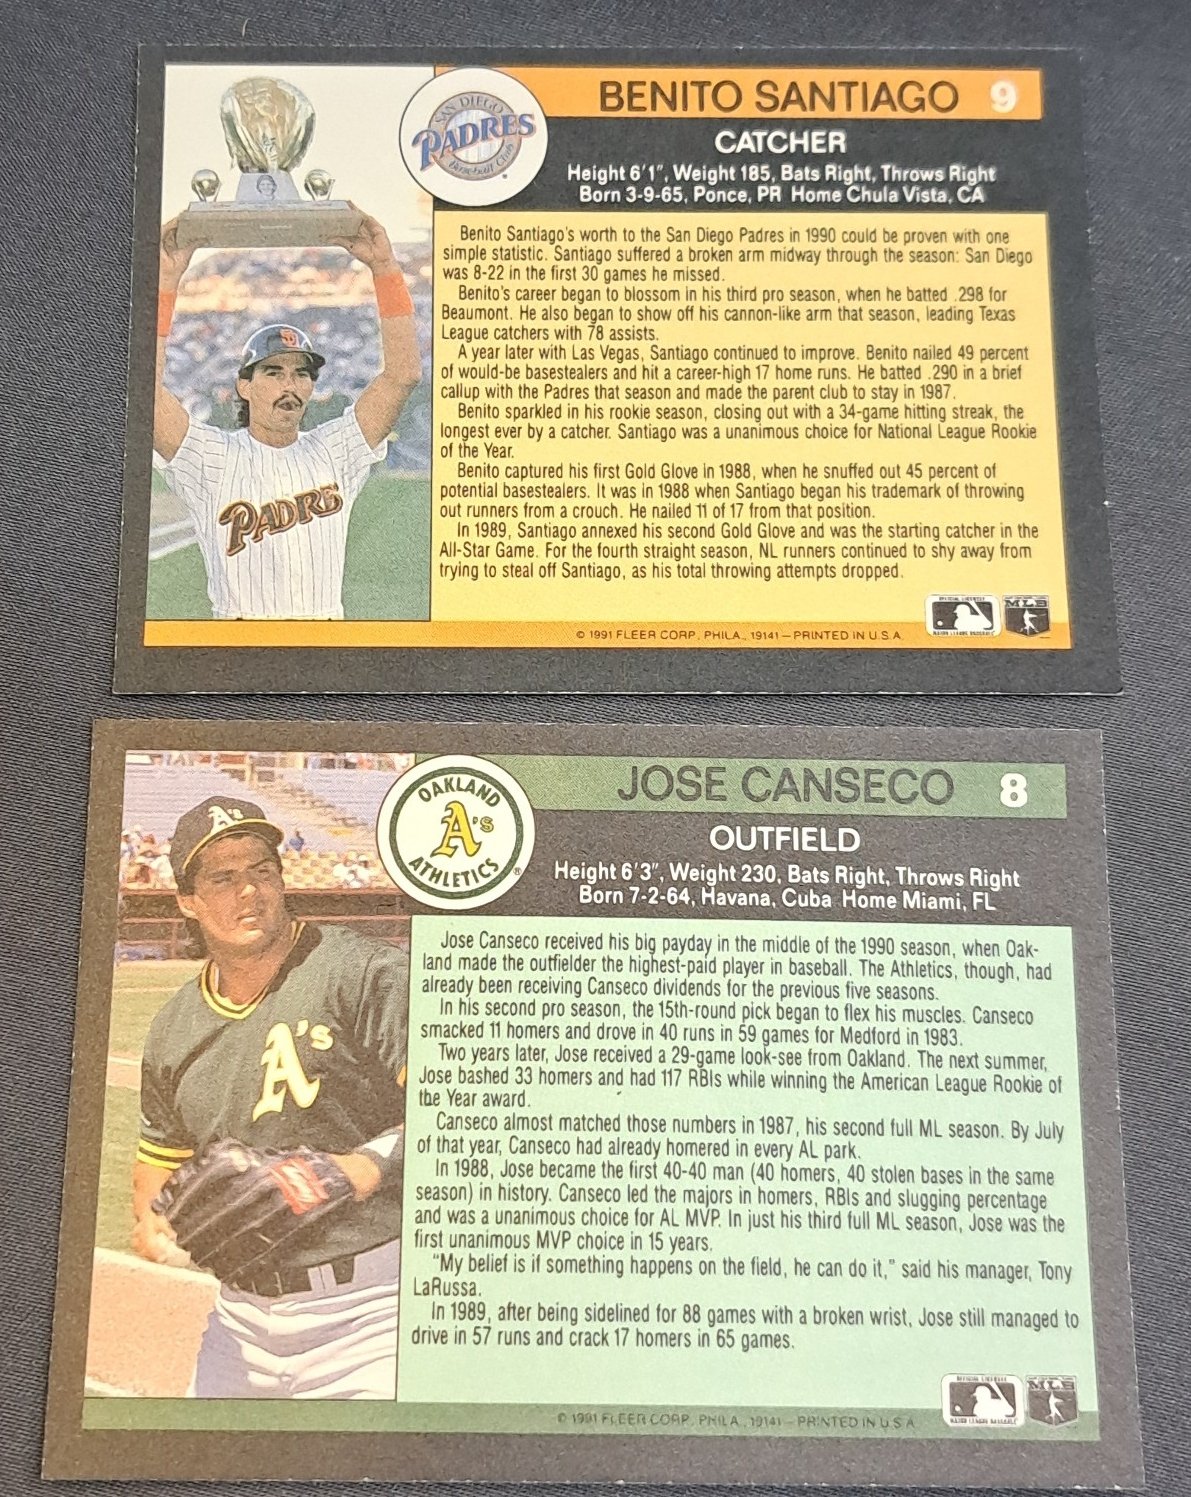 BENITO SANTIAGO 9
SAN DIEGO
PADRES
Baseball Club
CATCHER
Height 6'1", Weight 185, Bats Right, Throws Right
Born 3-9-65, Ponce, PR Home Chula Vista, CA
SD
PADRES
Benito Santiago's worth to the San Diego Padres in 1990 could be proven with one
simple statistic. Santiago suffered a broken arm midway through the season: San Diego
was 8-22 in the first 30 games he missed.
Benito's career began to blossom in his third pro season, when he batted .298 for
Beaumont. He also began to show off his cannon-like arm that season, leading Texas
League catchers with 78 assists.
A year later with Las Vegas, Santiago continued to improve. Benito nailed 49 percent
of would-be basestealers and hit a career-high 17 home runs. He batted .290 in a brief
callup with the Padres that season and made the parent club to stay in 1987.
Benito sparkled in his rookie season, closing out with a 34-game hitting streak, the
longest ever by a catcher. Santiago was a unanimous choice for National League Rookie
of the Year.
Benito captured his first Gold Glove in 1988, when he snuffed out 45 percent of
potential basestealers. It was in 1988 when Santiago began his trademark of throwing
out runners from a crouch. He nailed 11 of 17 from that position.
In 1989, Santiago annexed his second Gold Glove and was the starting catcher in the
All-Star Game. For the fourth straight season, NL runners continued to shy away from
trying to steal off Santiago, as his total throwing attempts dropped.
MLB
© 1991 FLEER CORP. PHILA., 19141—PRINTED IN U.S.A.
JOSE CANSECO 8
OAKLAND
A's
ATHLETICS
OUTFIELD
Height 6'3", Weight 230, Bats Right, Throws Right
Born 7-2-64, Havana, Cuba Home Miami, FL
A's
A's
Jose Canseco received his big payday in the middle of the 1990 season, when Oak-
land made the outfielder the highest-paid player in baseball. The Athletics, though, had
already been receiving Canseco dividends for the previous five seasons.
In his second pro season, the 15th-round pick began to flex his muscles. Canseco
smacked 11 homers and drove in 40 runs in 59 games for Medford in 1983.
Two years later, Jose received a 29-game look-see from Oakland. The next summer,
Jose bashed 33 homers and had 117 RBIs while winning the American League Rookie of
the Year award.
Canseco almost matched those numbers in 1987, his second full ML season. By July
of that year, Canseco had already homered in every AL park.
In 1988, Jose became the first 40-40 man (40 homers, 40 stolen bases in the same
season) in history. Canseco led the majors in homers, RBIs and slugging percentage
and was a unanimous choice for AL MVP. In just his third full ML season, Jose was the
first unanimous MVP choice in 15 years.
"My belief is if something happens on the field, he can do it," said his manager, Tony
LaRussa.
In 1989, after being sidelined for 88 games with a broken wrist, Jose still managed to
drive in 57 runs and crack 17 homers in 65 games.
MLB
© 1991 FLEER CORP. PHILA., 19141—PRINTED IN U.S.A.